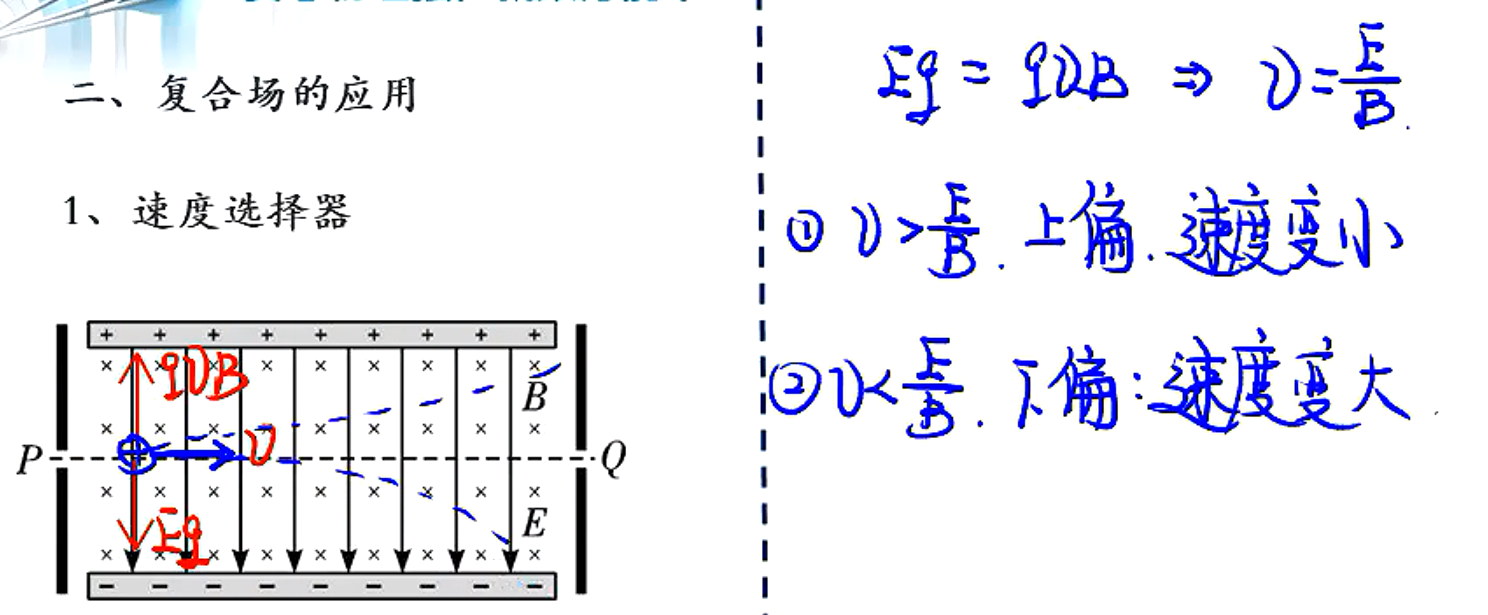 二、复合场的应用
1、速度选择器
+ + + + + + + + +
qvB
B
v
P
Q
Eq
E
− − − − − − − − −
Eq = qvB ⇒ v = E/B.
① v > E/B. 上偏. 速度变小
② v < E/B. 下偏: 速度变大.